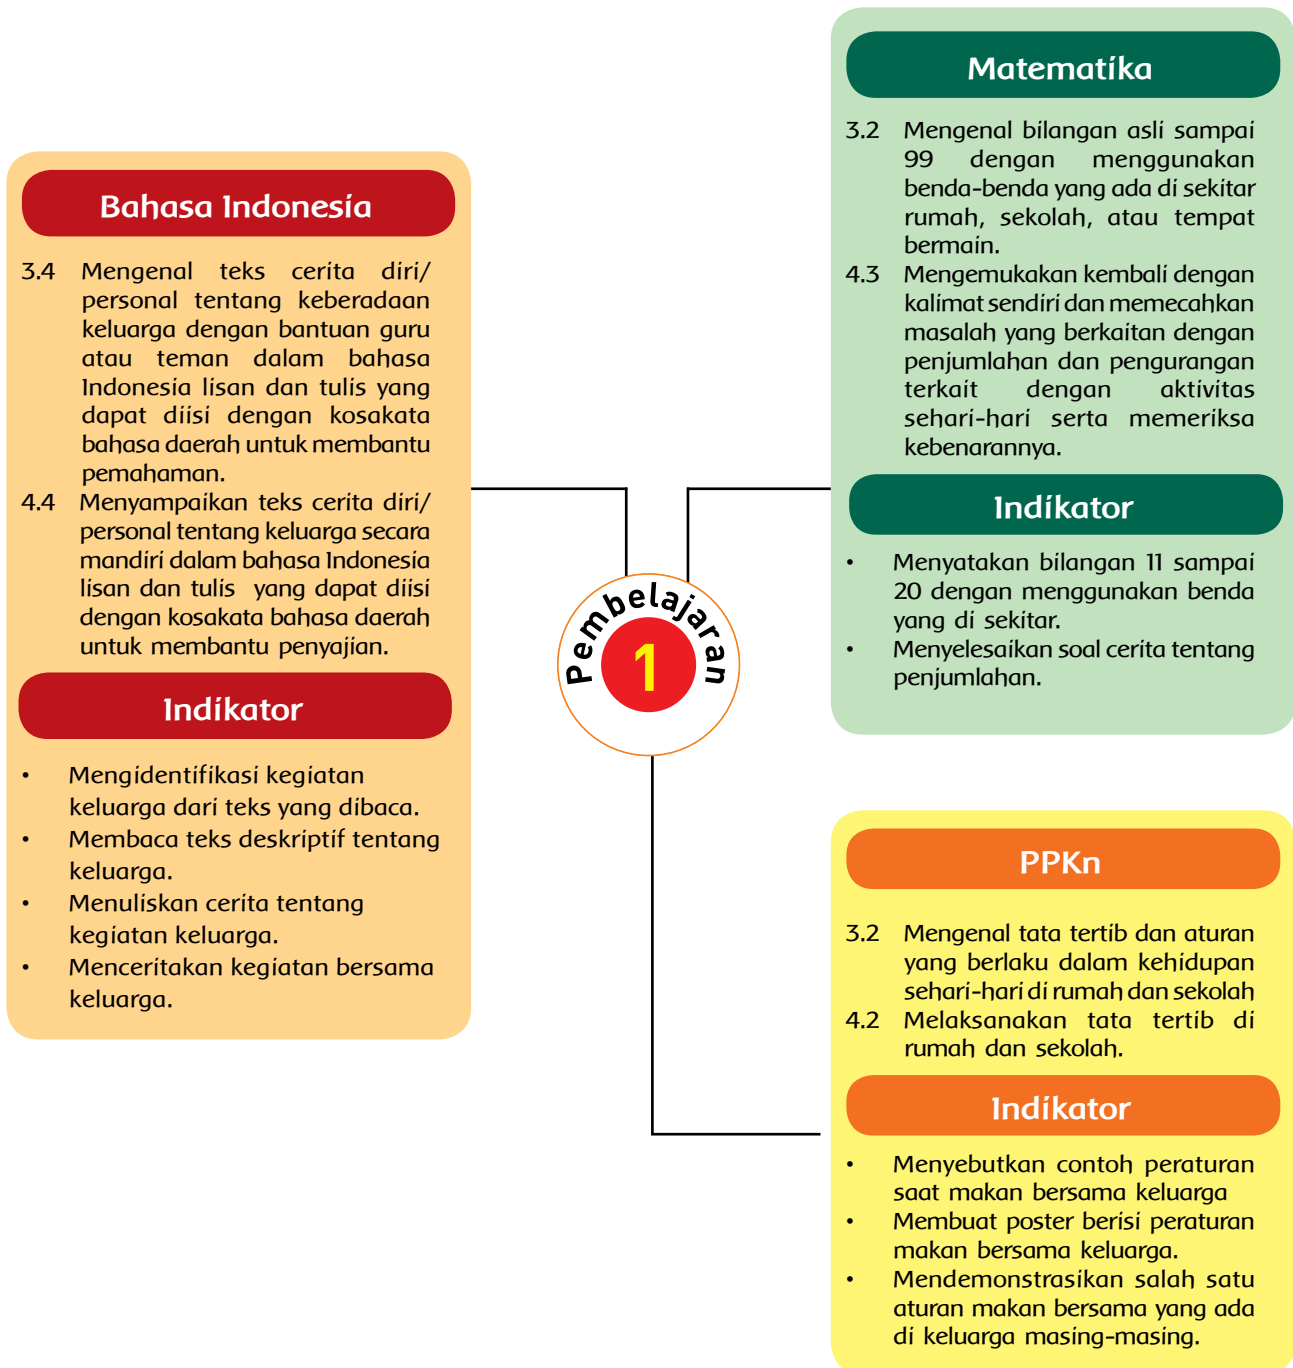 Bahasa Indonesia
3.4 Mengenal teks cerita diri/
personal tentang keberadaan
keluarga dengan bantuan guru
atau teman dalam bahasa
Indonesia lisan dan tulis yang
dapat diisi dengan kosakata
bahasa daerah untuk membantu
pemahaman.
4.4 Menyampaikan teks cerita diri/
personal tentang keluarga secara
mandiri dalam bahasa Indonesia
lisan dan tulis yang dapat diisi
dengan kosakata bahasa daerah
untuk membantu penyajian.
Indikator
• Mengidentifikasi kegiatan
keluarga dari teks yang dibaca.
• Membaca teks deskriptif tentang
keluarga.
• Menuliskan cerita tentang
kegiatan keluarga.
• Menceritakan kegiatan bersama
keluarga.
Pembelajaran
1
Matematika
3.2 Mengenal bilangan asli sampai
99 dengan menggunakan
benda-benda yang ada di sekitar
rumah, sekolah, atau tempat
bermain.
4.3 Mengemukakan kembali dengan
kalimat sendiri dan memecahkan
masalah yang berkaitan dengan
penjumlahan dan pengurangan
terkait dengan aktivitas
sehari-hari serta memeriksa
kebenarannya.
Indikator
• Menyatakan bilangan 11 sampai
20 dengan menggunakan benda
yang di sekitar.
• Menyelesaikan soal cerita tentang
penjumlahan.
PPKn
3.2 Mengenal tata tertib dan aturan
yang berlaku dalam kehidupan
sehari-hari di rumah dan sekolah
4.2 Melaksanakan tata tertib di
rumah dan sekolah.
Indikator
• Menyebutkan contoh peraturan
saat makan bersama keluarga
• Membuat poster berisi peraturan
makan bersama keluarga.
• Mendemonstrasikan salah satu
aturan makan bersama yang ada
di keluarga masing-masing.